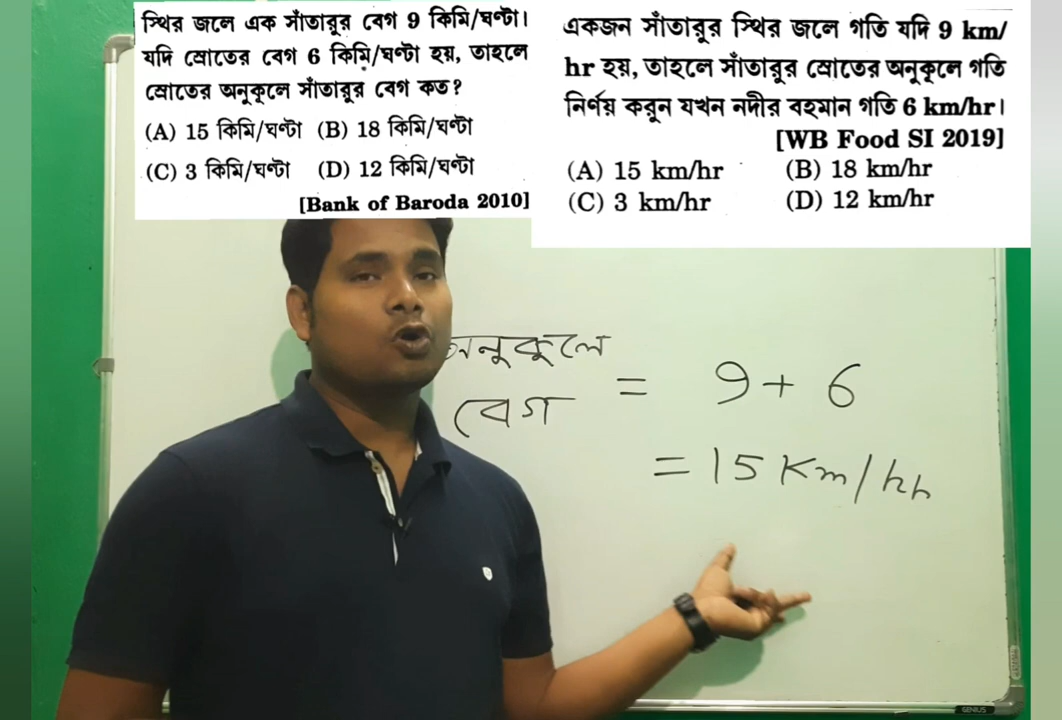 স্থির জলে এক সাঁতারুর বেগ 9 কিমি/ঘণ্টা।
যদি স্রোতের বেগ 6 কিমি/ঘণ্টা হয়, তাহলে
স্রোতের অনুকূলে সাঁতারুর বেগ কত?
(A) 15 কিমি/ঘণ্টা (B) 18 কিমি/ঘণ্টা
(C) 3 কিমি/ঘণ্টা (D) 12 কিমি/ঘণ্টা
[Bank of Baroda 2010]
একজন সাঁতারুর স্থির জলে গতি যদি 9 km/
hr হয়, তাহলে সাঁতারুর স্রোতের অনুকূলে গতি
নির্ণয় করুন যখন নদীর বহমান গতি 6 km/hr।
[WB Food SI 2019]
(A) 15 km/hr (B) 18 km/hr
(C) 3 km/hr (D) 12 km/hr
অনুকূলে
বেগ = 9 + 6
= 15 Km/hr
GENIUS